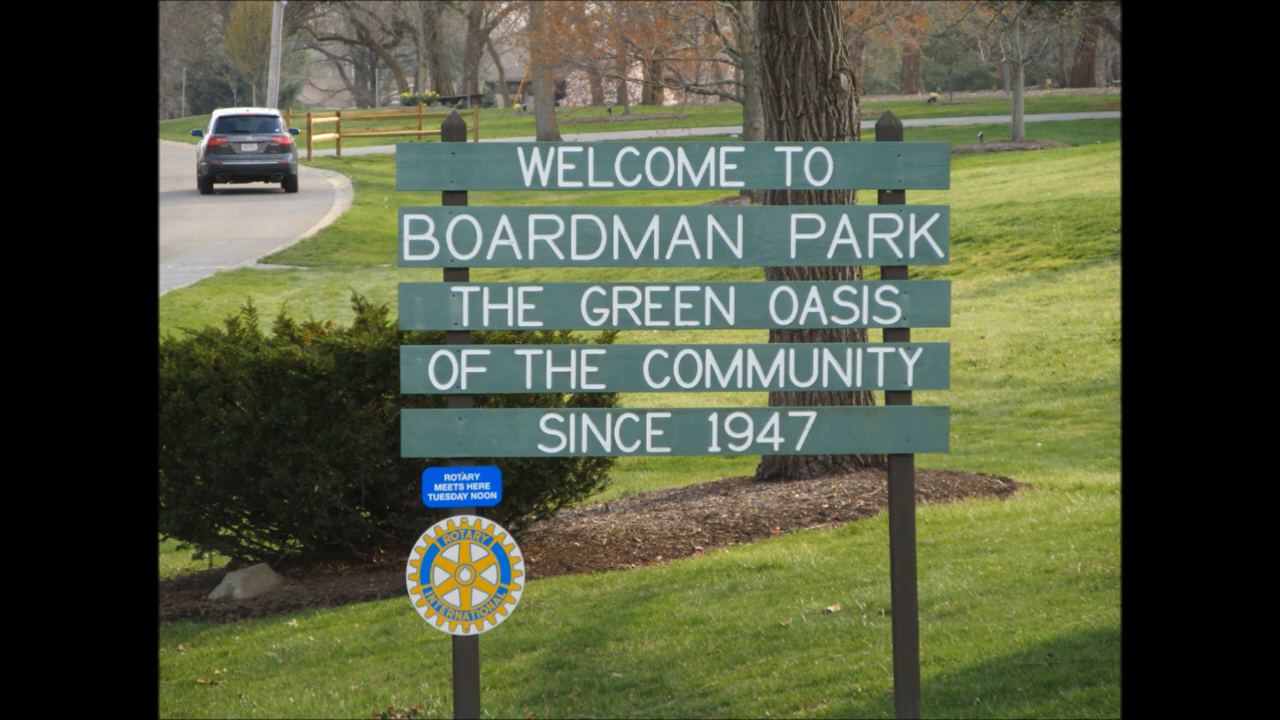 WELCOME TO
BOARDMAN PARK
THE GREEN OASIS
OF THE COMMUNITY
SINCE 1947
ROTARY
MEETS HERE
TUESDAY NOON
ROTARY
INTERNATIONAL